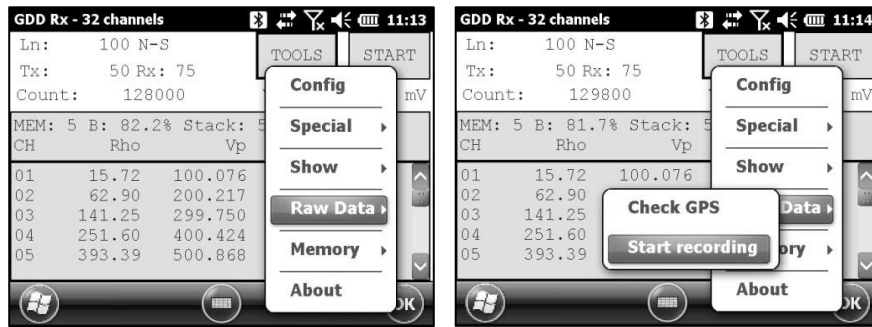 GDD Rx - 32 channels 11:13
Ln: 100 N-S
Tx: 50 Rx: 75
Count: 128000 mV
TOOLS START
MEM: 5 B: 82.2% Stack: 5
CH Rho Vp
01 15.72 100.076
02 62.90 200.217
03 141.25 299.750
04 251.60 400.424
05 393.39 500.868
Config
Special
Show
Raw Data
Memory
About
OK
GDD Rx - 32 channels 11:14
Ln: 100 N-S
Tx: 50 Rx: 75
Count: 129800 mV
TOOLS START
MEM: 5 B: 81.7% Stack: 5
CH Rho Vp
01 15.72 100.076
02 62.90
03 141.25
04 251.60
05 393.39
Config
Special
Show
Data
ory
About
Check GPS
Start recording
OK